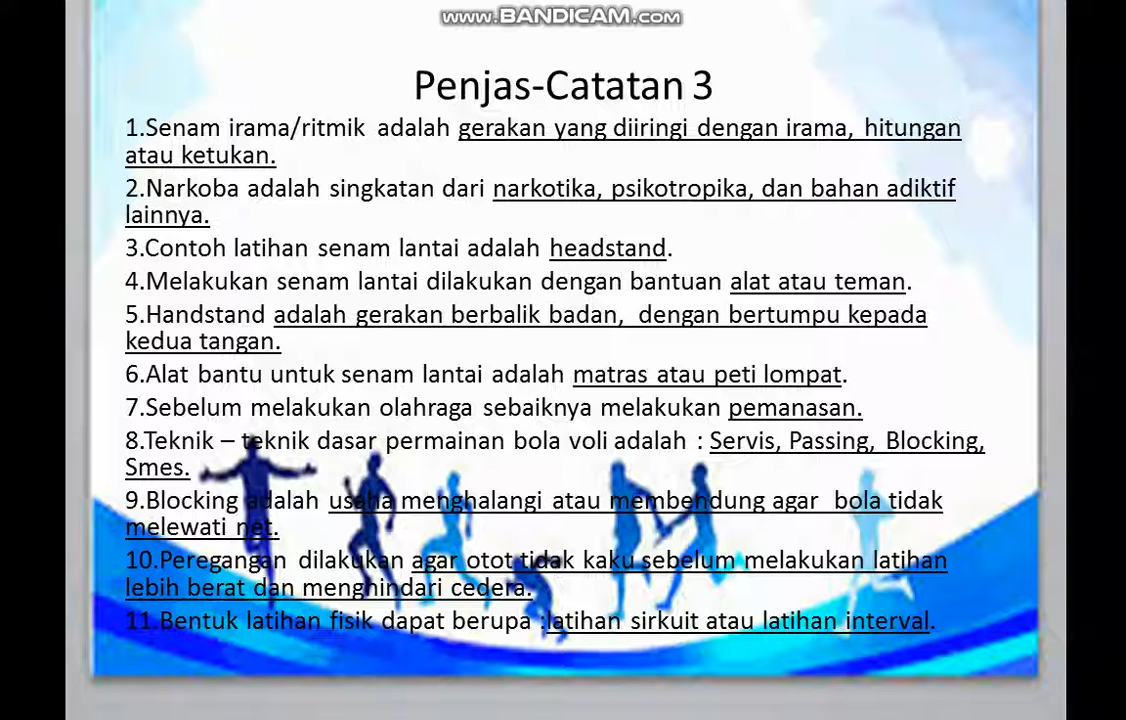 www.BANDICAM.com
Penjas-Catatan 3
1.Senam irama/ritmik adalah gerakan yang diiringi dengan irama, hitungan
atau ketukan.
2.Narkoba adalah singkatan dari narkotika, psikotropika, dan bahan adiktif
lainnya.
3.Contoh latihan senam lantai adalah headstand.
4.Melakukan senam lantai dilakukan dengan bantuan alat atau teman.
5.Handstand adalah gerakan berbalik badan, dengan bertumpu kepada
kedua tangan.
6.Alat bantu untuk senam lantai adalah matras atau peti lompat.
7.Sebelum melakukan olahraga sebaiknya melakukan pemanasan.
8.Teknik – teknik dasar permainan bola voli adalah : Servis, Passing, Blocking,
Smes.
9.Blocking adalah usaha menghalangi atau membendung agar bola tidak
melewati net.
10.Peregangan dilakukan agar otot tidak kaku sebelum melakukan latihan
lebih berat dan menghindari cedera.
11.Bentuk latihan fisik dapat berupa :latihan sirkuit atau latihan interval.